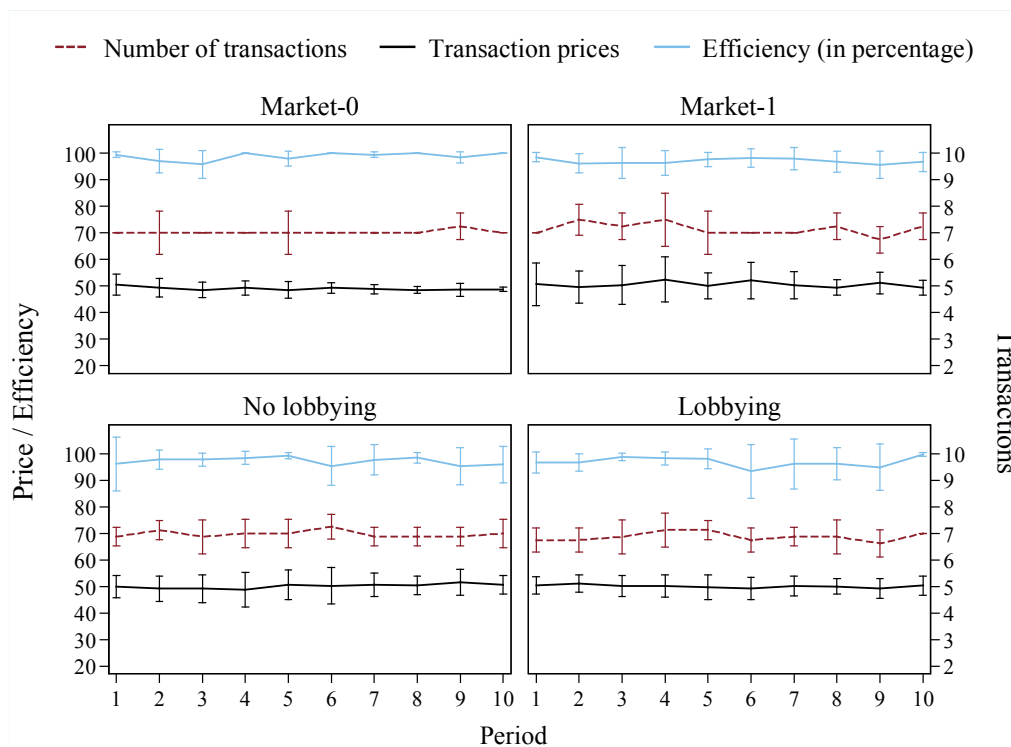 Number of transactions Transaction prices Efficiency (in percentage)
Market-0 Market-1
100 10
90 9
80 8
70 7
60 6
50 5
40 4
30 3
20 2
No lobbying Lobbying
100 10
90 9
80 8
70 7
60 6
50 5
40 4
30 3
20 2
1 2 3 4 5 6 7 8 9 10 1 2 3 4 5 6 7 8 9 10
Period
Price / Efficiency
Transactions